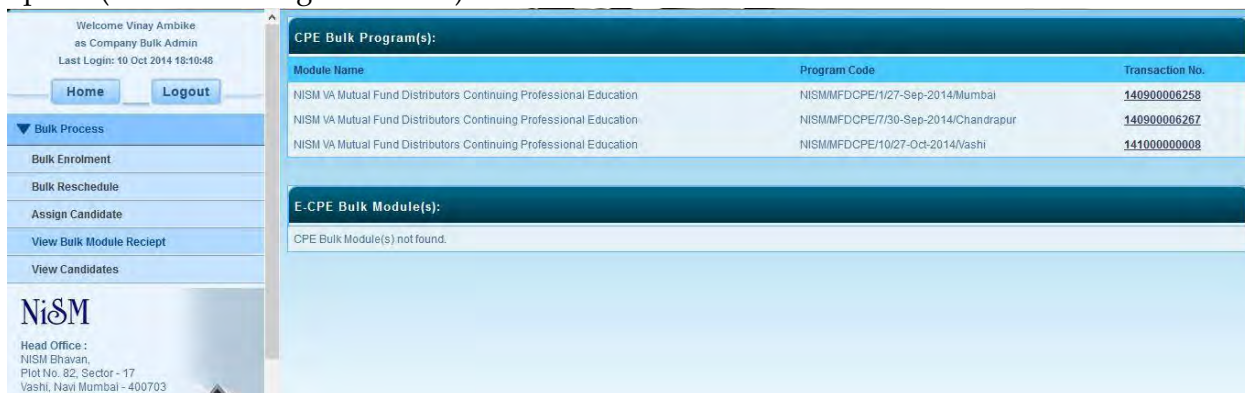 Welcome Vinay Ambike
as Company Bulk Admin
Last Login: 10 Oct 2014 18:10:48
Home Logout
Bulk Process
Bulk Enrolment
Bulk Reschedule
Assign Candidate
View Bulk Module Reciept
View Candidates
NiSM
Head Office :
NISM Bhavan,
Plot No. 82, Sector - 17
Vashi, Navi Mumbai - 400703
CPE Bulk Program(s):
Module Name Program Code Transaction No.
NISM VA Mutual Fund Distributors Continuing Professional Education NISM/MFDCPE/1/27-Sep-2014/Mumbai 140900006258
NISM VA Mutual Fund Distributors Continuing Professional Education NISM/MFDCPE/7/30-Sep-2014/Chandrapur 140900006267
NISM VA Mutual Fund Distributors Continuing Professional Education NISM/MFDCPE/10/27-Oct-2014/Vashi 141000000008
E-CPE Bulk Module(s):
CPE Bulk Module(s) not found.